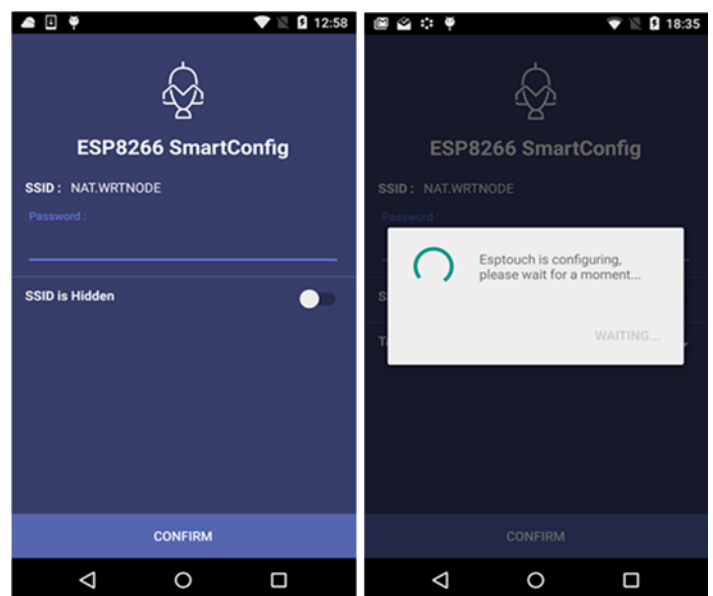 12:58
ESP8266 SmartConfig
SSID : NAT.WRTNODE
Password :
SSID is Hidden
CONFIRM
18:35
ESP8266 SmartConfig
SSID : NAT.WRTNODE
Password :
Esptouch is configuring,
please wait for a moment...
WAITING...
S
T
CONFIRM